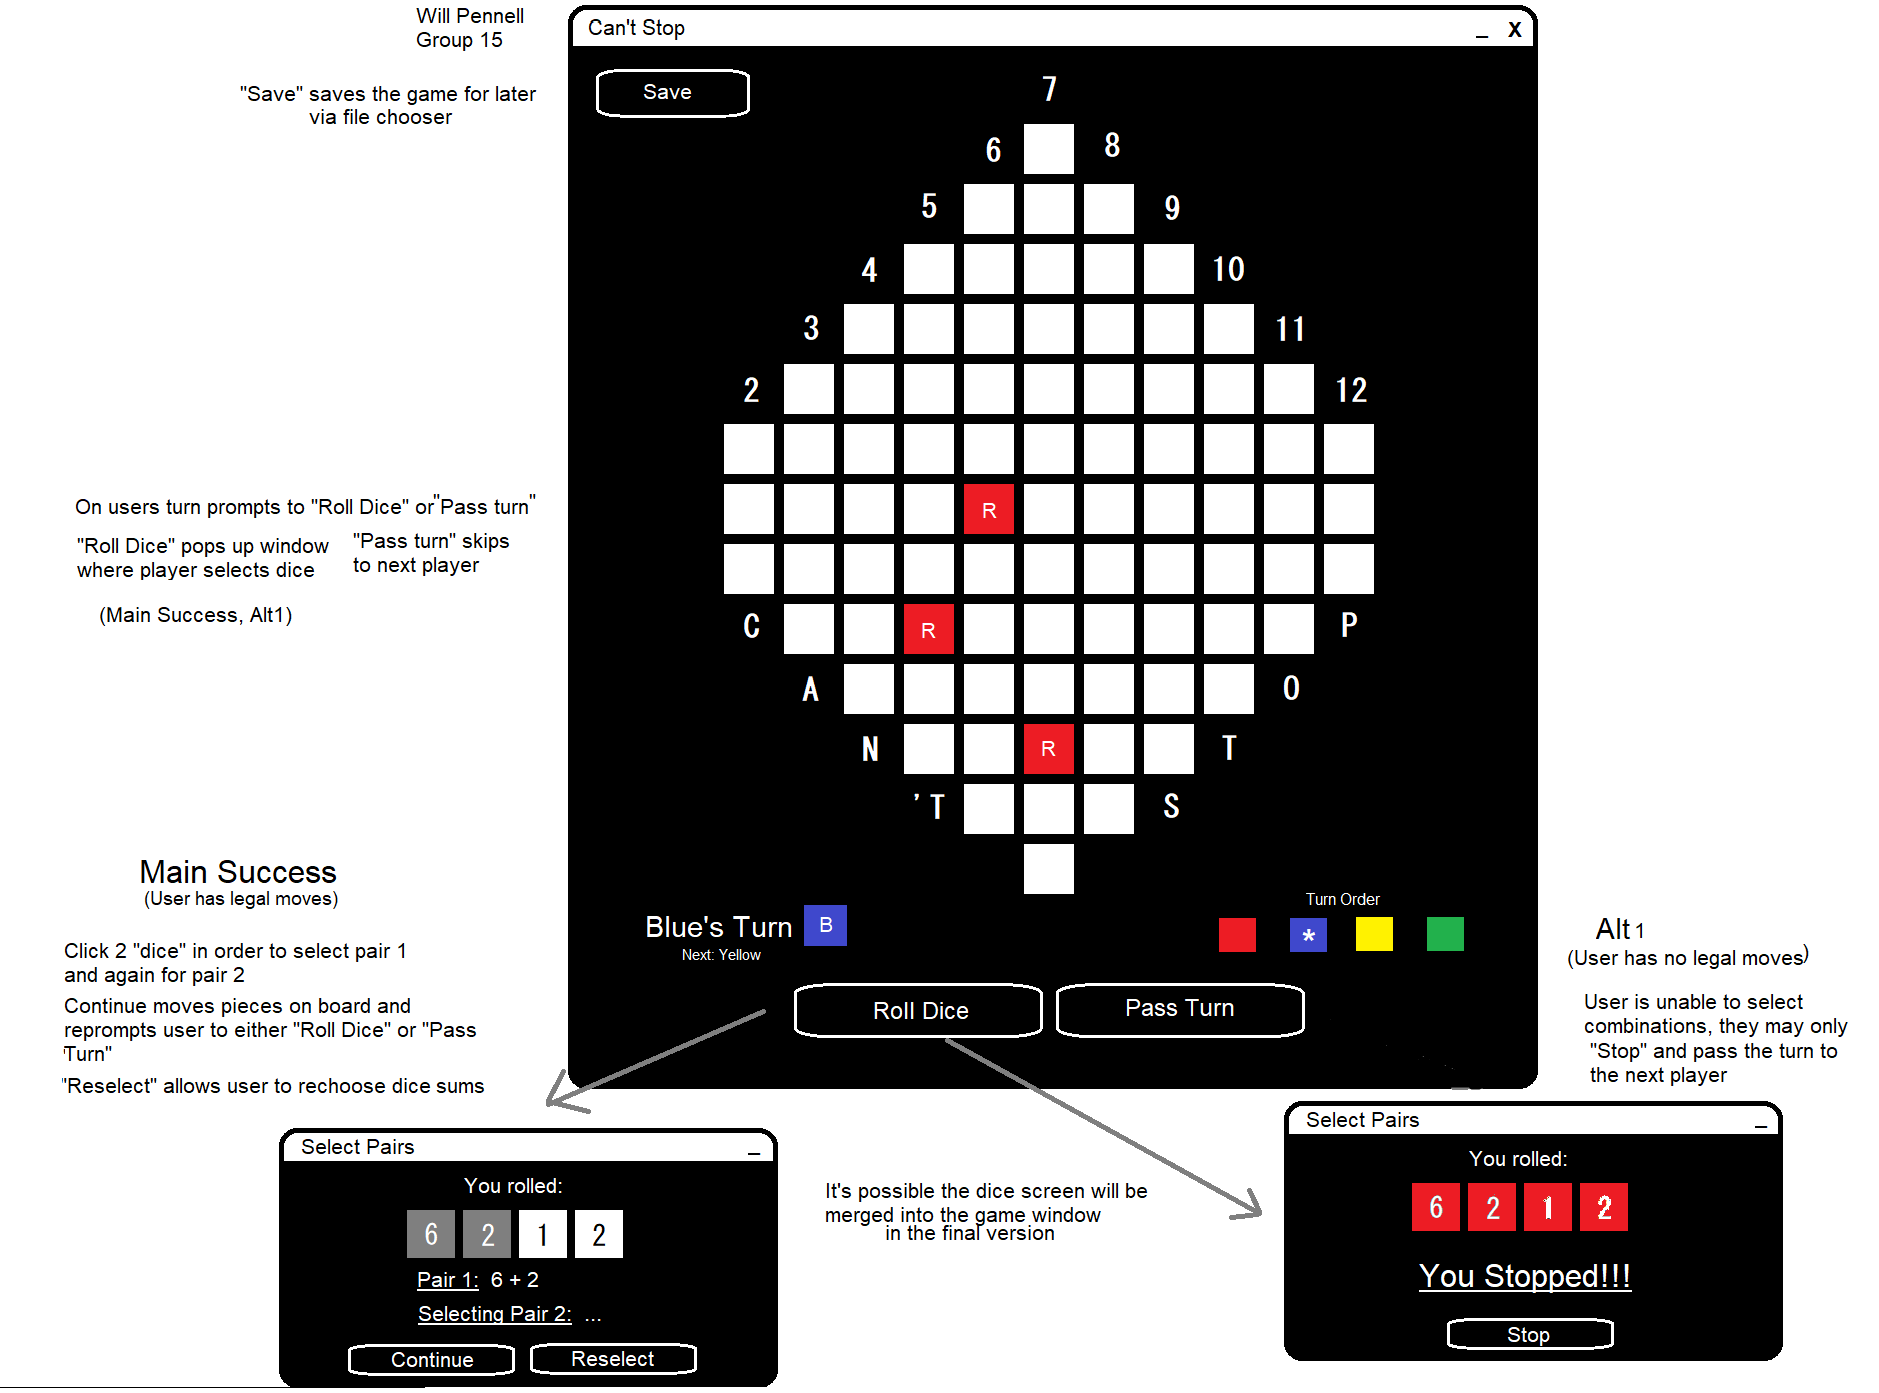 Will Pennell
Group 15
"Save" saves the game for later
via file chooser
Can't Stop
_ X
Save
7
6 8
5 9
4 10
3 11
2 12
R
R
C P
A O
N R T
'T S
On users turn prompts to "Roll Dice" or "Pass turn"
"Roll Dice" pops up window
where player selects dice
"Pass turn" skips
to next player
(Main Success, Alt1)
Main Success
(User has legal moves)
Click 2 "dice" in order to select pair 1
and again for pair 2
Continue moves pieces on board and
reprompts user to either "Roll Dice" or "Pass
Turn"
"Reselect" allows user to rechoose dice sums
Blue's Turn B
Next: Yellow
Turn Order
*
Roll Dice Pass Turn
Alt 1
(User has no legal moves)
User is unable to select
combinations, they may only
"Stop" and pass the turn to
the next player
Select Pairs _
You rolled:
6 2 1 2
Pair 1: 6 + 2
Selecting Pair 2: ...
Continue Reselect
It's possible the dice screen will be
merged into the game window
in the final version
Select Pairs _
You rolled:
6 2 1 2
You Stopped!!!
Stop